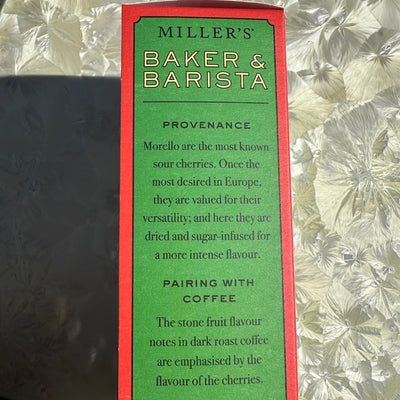 MILLER'S
BAKER &
BARISTA
PROVENANCE
Morello are the most known
sour cherries. Once the
most desired in Europe,
they are valued for their
versatility; and here they are
dried and sugar-infused for
a more intense flavour.
PAIRING WITH
COFFEE
The stone fruit flavour
notes in dark roast coffee
are emphasised by the
flavour of the cherries.